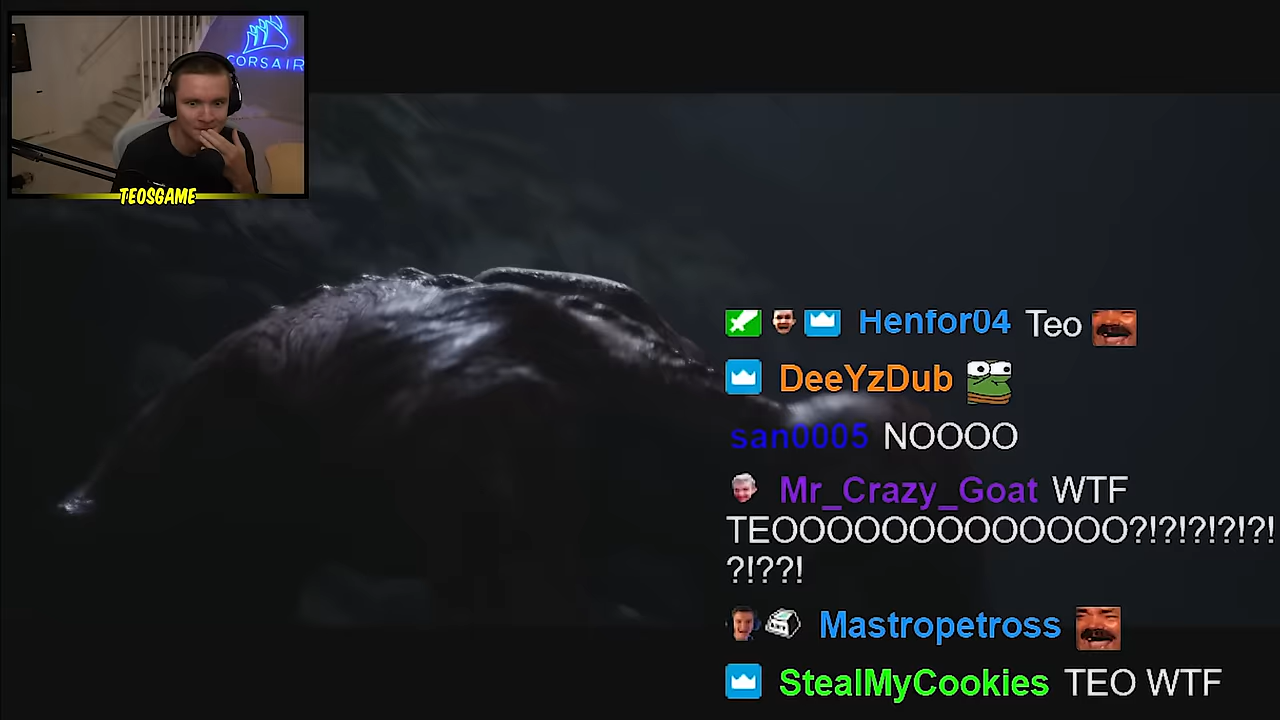 CORSAIR
TEOSGAME
Henfor04 Teo
DeeYzDub
san0005 NOOOO
Mr_Crazy_Goat WTF
TEOOOOOOOOOOOOO?!?!?!?!?!
?!??!
Mastropetross
StealMyCookies TEO WTF